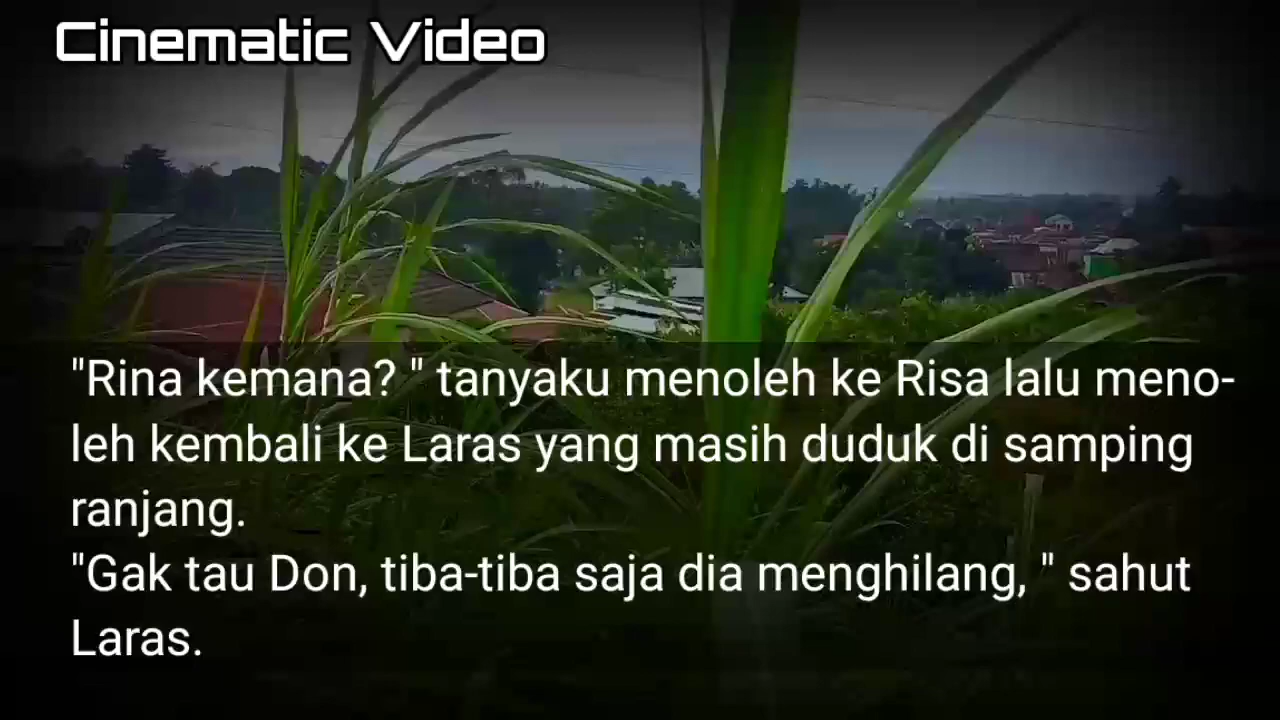 Cinematic Video
"Rina kemana? " tanyaku menoleh ke Risa lalu meno-
leh kembali ke Laras yang masih duduk di samping
ranjang.
"Gak tau Don, tiba-tiba saja dia menghilang, " sahut
Laras.